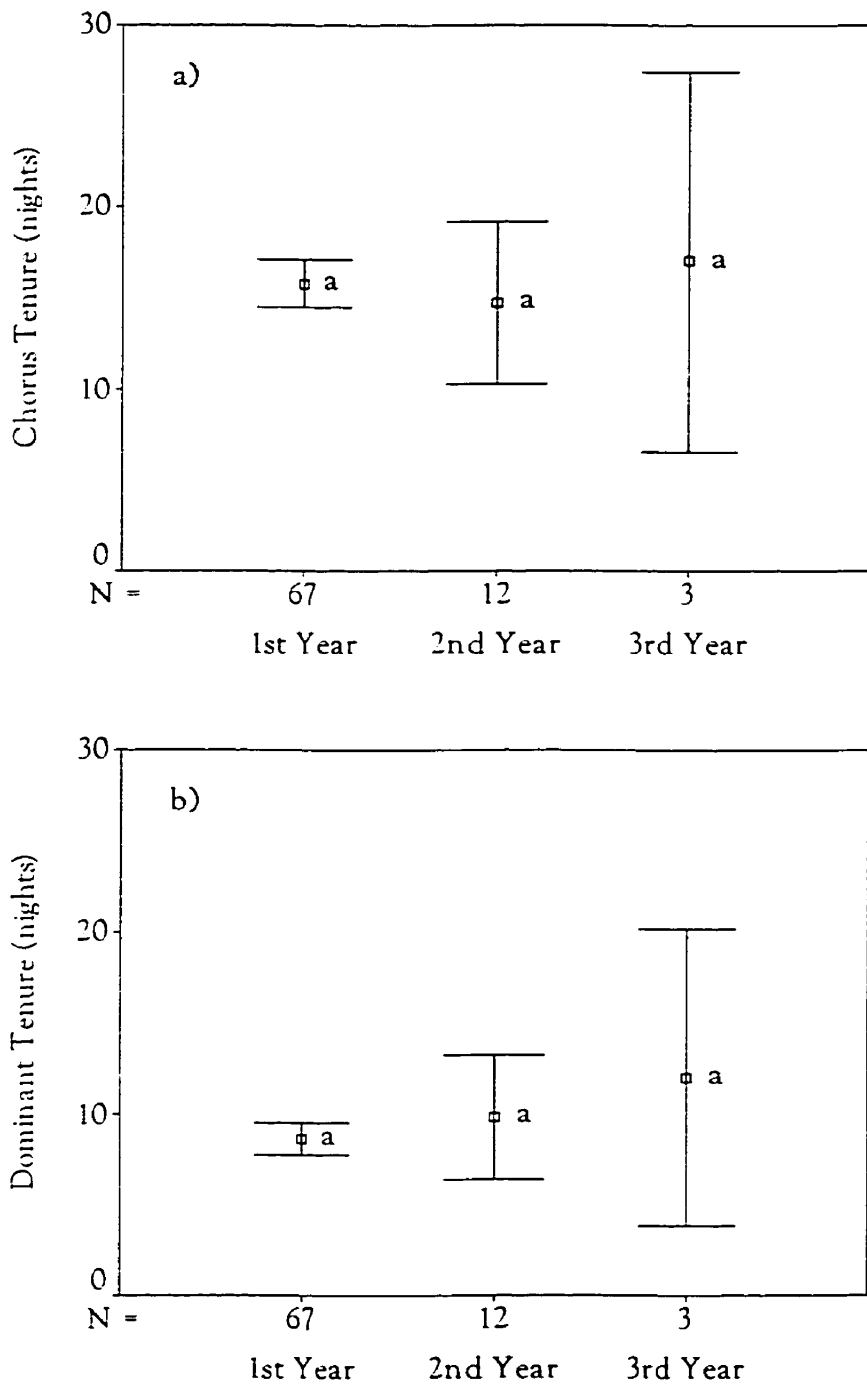 30
a)
Chorus Tenure (nights)
20
a
a
a
10
0
N = 67 12 3
1st Year 2nd Year 3rd Year
30
b)
Dominant Tenure (nights)
20
a
a
a
10
0
N = 67 12 3
1st Year 2nd Year 3rd Year